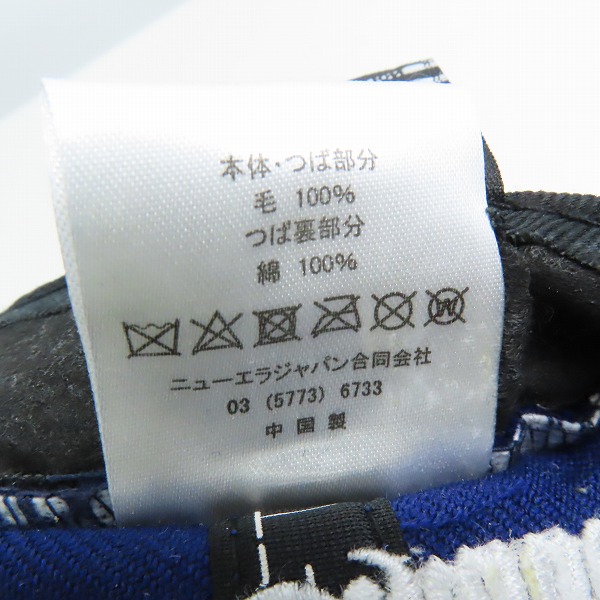 本体・つば部分
毛 100%
つば裏部分
綿 100%
ニューエラジャパン合同会社
03 (5773) 6733
中国製